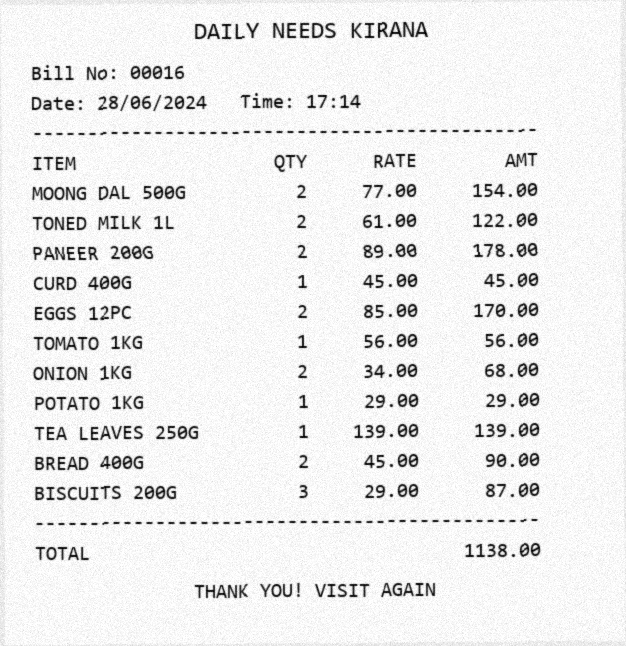 DAILY NEEDS KIRANA
Bill No: 00016
Date: 28/06/2024   Time: 17:14
----------------------------------------------
ITEM                  QTY      RATE        AMT
MOONG DAL 500G          2     77.00     154.00
TONED MILK 1L           2     61.00     122.00
PANEER 200G             2     89.00     178.00
CURD 400G               1     45.00      45.00
EGGS 12PC               2     85.00     170.00
TOMATO 1KG              1     56.00      56.00
ONION 1KG               2     34.00      68.00
POTATO 1KG              1     29.00      29.00
TEA LEAVES 250G         1    139.00     139.00
BREAD 400G              2     45.00      90.00
BISCUITS 200G           3     29.00      87.00
----------------------------------------------
TOTAL                                  1138.00
THANK YOU! VISIT AGAIN